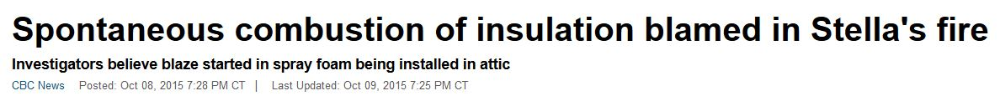 Spontaneous combustion of insulation blamed in Stella's fire
Investigators believe blaze started in spray foam being installed in attic
CBC News Posted: Oct 08, 2015 7:28 PM CT | Last Updated: Oct 09, 2015 7:25 PM CT